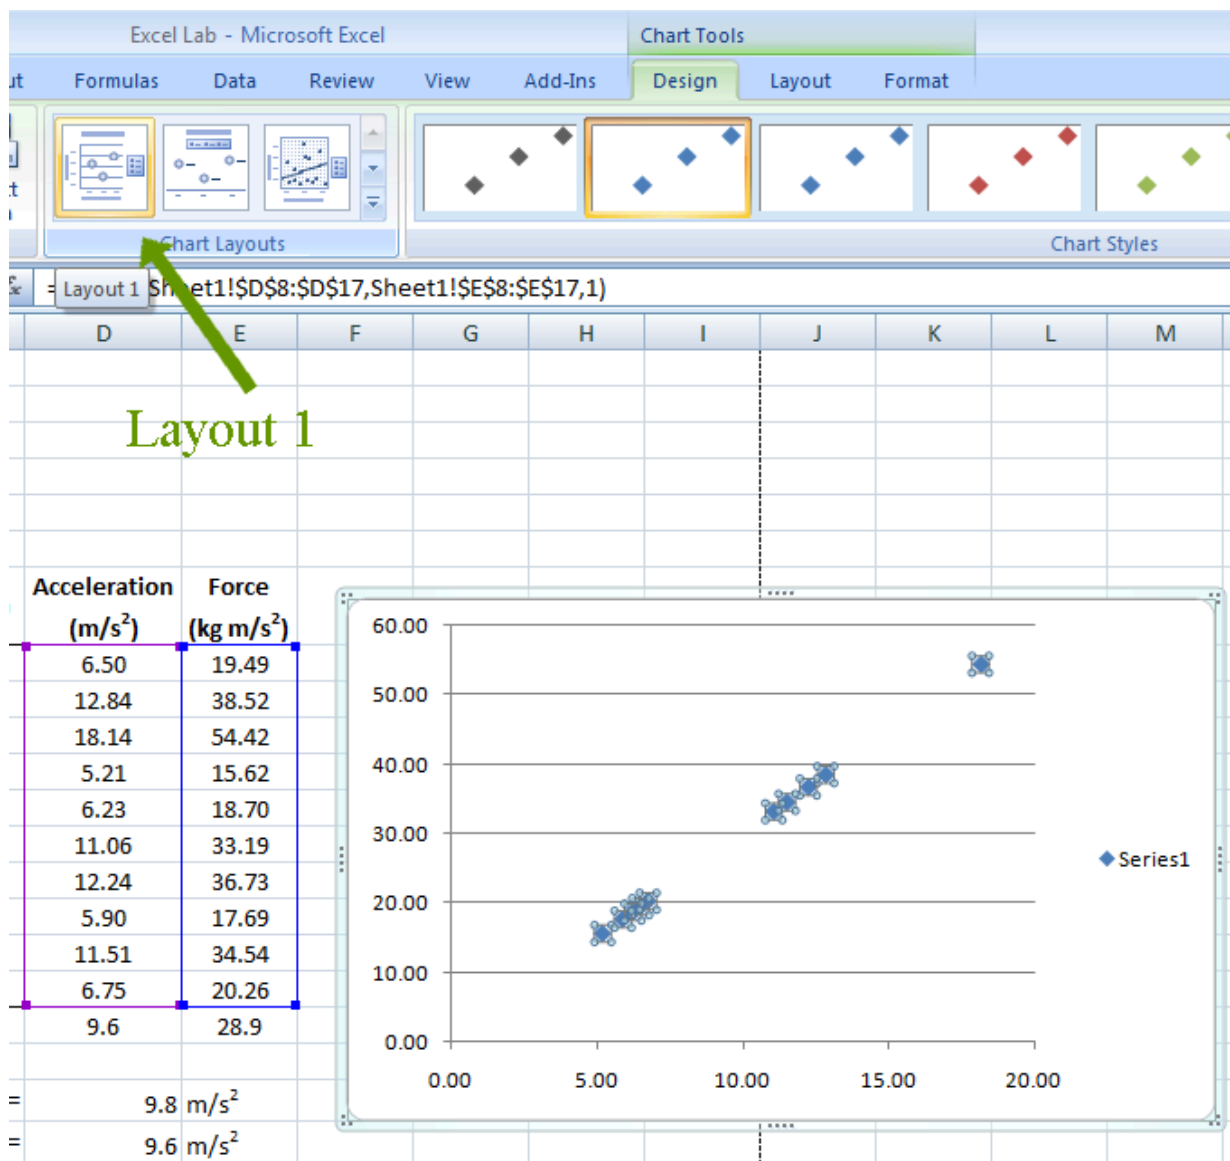 Excel Lab - Microsoft Excel Chart Tools
Formulas Data Review View Add-Ins Design Layout Format
Chart Layouts Chart Styles
Layout 1
Sheet1!$D$8:$D$17,Sheet1!$E$8:$E$17,1)
D E F G H I J K L M
Layout 1
Acceleration Force
(m/s²) (kg m/s²)
6.50 19.49
12.84 38.52
18.14 54.42
5.21 15.62
6.23 18.70
11.06 33.19
12.24 36.73
5.90 17.69
11.51 34.54
6.75 20.26
9.6 28.9
= 9.8 m/s²
= 9.6 m/s²
60.00
50.00
40.00
30.00
20.00
10.00
0.00
0.00 5.00 10.00 15.00 20.00
Series1